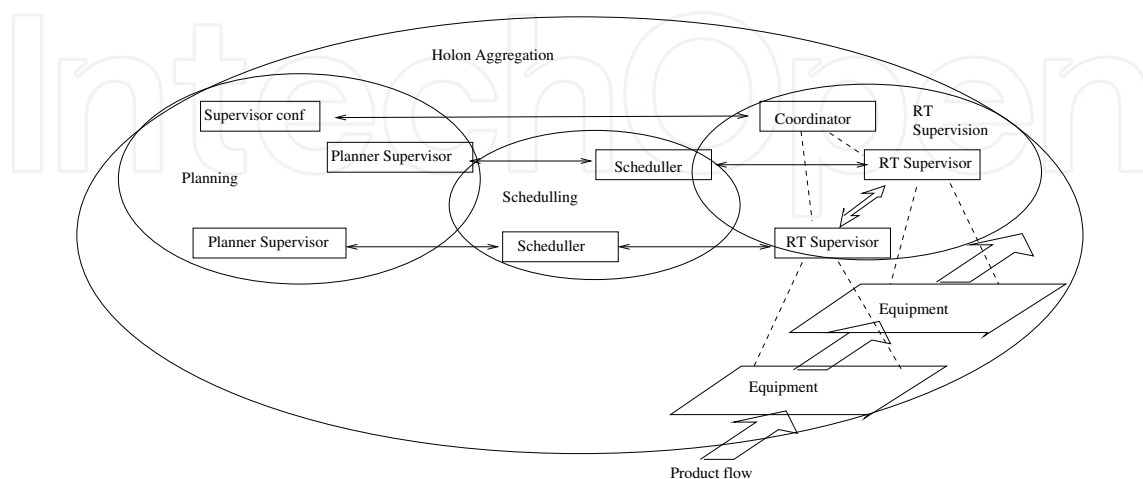 IntechOpen
Holon Aggregation
Supervisor conf
Coordinator
RT
Supervision
Planner Supervisor
Scheduller
RT Supervisor
Planning
Schedulling
Planner Supervisor
Scheduller
RT Supervisor
Equipment
Equipment
Product flow